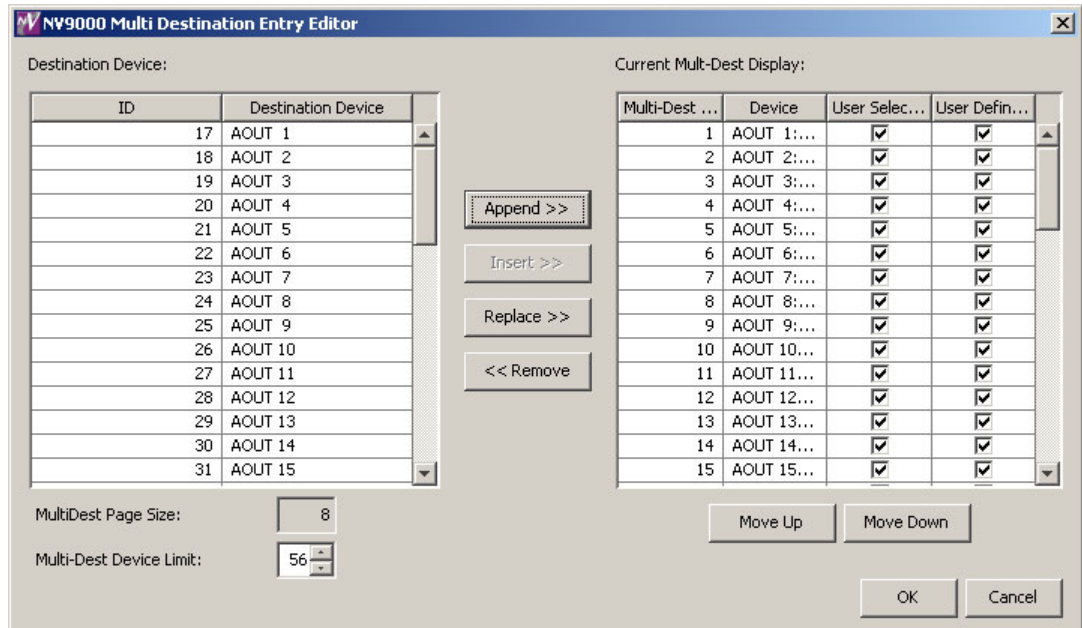 NV9000 Multi Destination Entry Editor
Destination Device:
ID Destination Device
17 AOUT 1
18 AOUT 2
19 AOUT 3
20 AOUT 4
21 AOUT 5
22 AOUT 6
23 AOUT 7
24 AOUT 8
25 AOUT 9
26 AOUT 10
27 AOUT 11
28 AOUT 12
29 AOUT 13
30 AOUT 14
31 AOUT 15
MultiDest Page Size: 8
Multi-Dest Device Limit: 56
Append >>
Insert >>
Replace >>
<< Remove
Current Mult-Dest Display:
Multi-Dest ... Device User Selec... User Defin...
1 AOUT 1:...
2 AOUT 2:...
3 AOUT 3:...
4 AOUT 4:...
5 AOUT 5:...
6 AOUT 6:...
7 AOUT 7:...
8 AOUT 8:...
9 AOUT 9:...
10 AOUT 10...
11 AOUT 11...
12 AOUT 12...
13 AOUT 13...
14 AOUT 14...
15 AOUT 15...
Move Up Move Down
OK Cancel